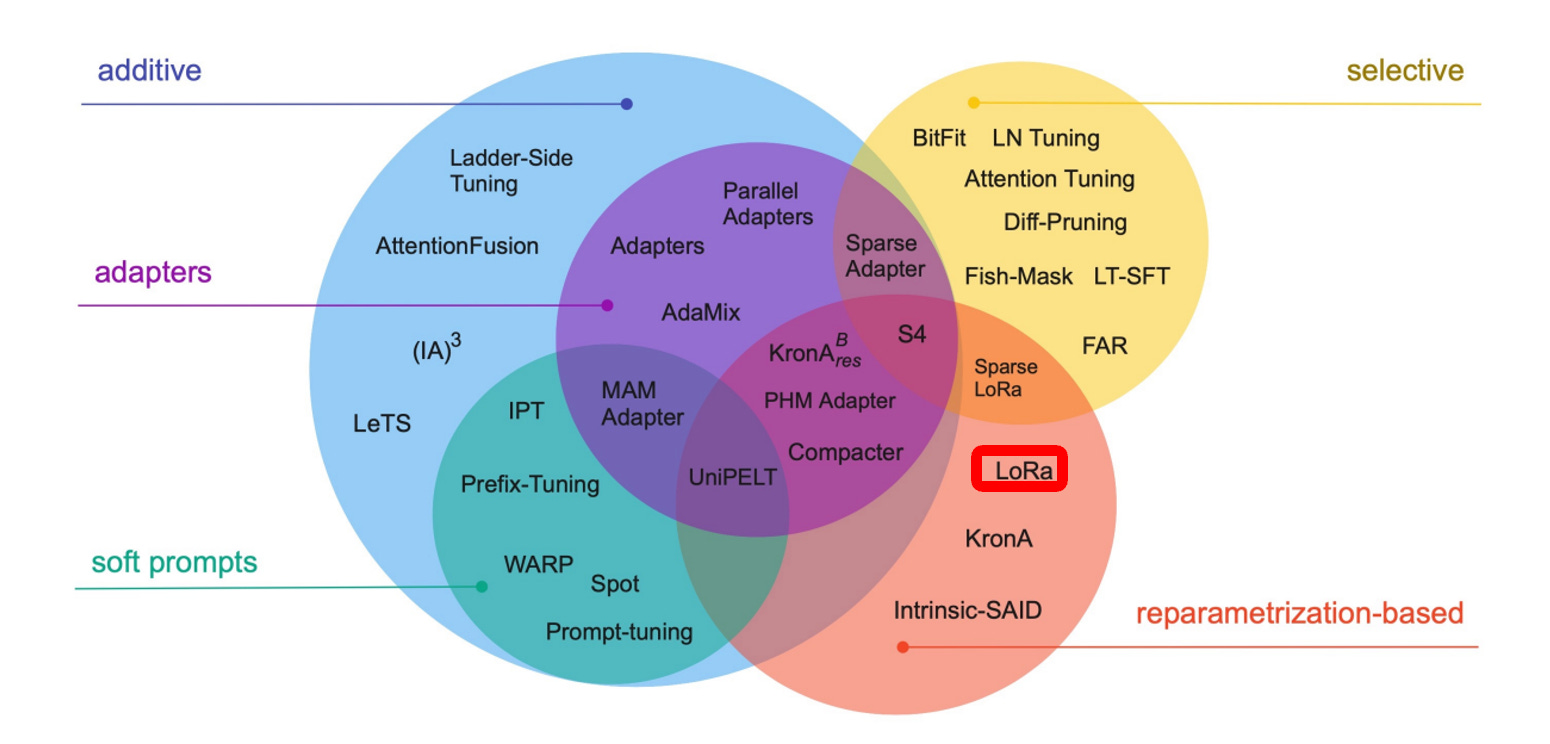 additive
selective
BitFit LN Tuning
Ladder-Side
Tuning
Attention Tuning
Parallel
Adapters
Diff-Pruning
AttentionFusion
Adapters
Sparse
Adapter
adapters
Fish-Mask LT-SFT
AdaMix
(IA)³
KronA^B_res
S4
FAR
Sparse
LoRa
MAM
Adapter
PHM Adapter
IPT
LeTS
Compacter
LoRa
UniPELT
Prefix-Tuning
KronA
soft prompts
WARP
Spot
Intrinsic-SAID
reparametrization-based
Prompt-tuning